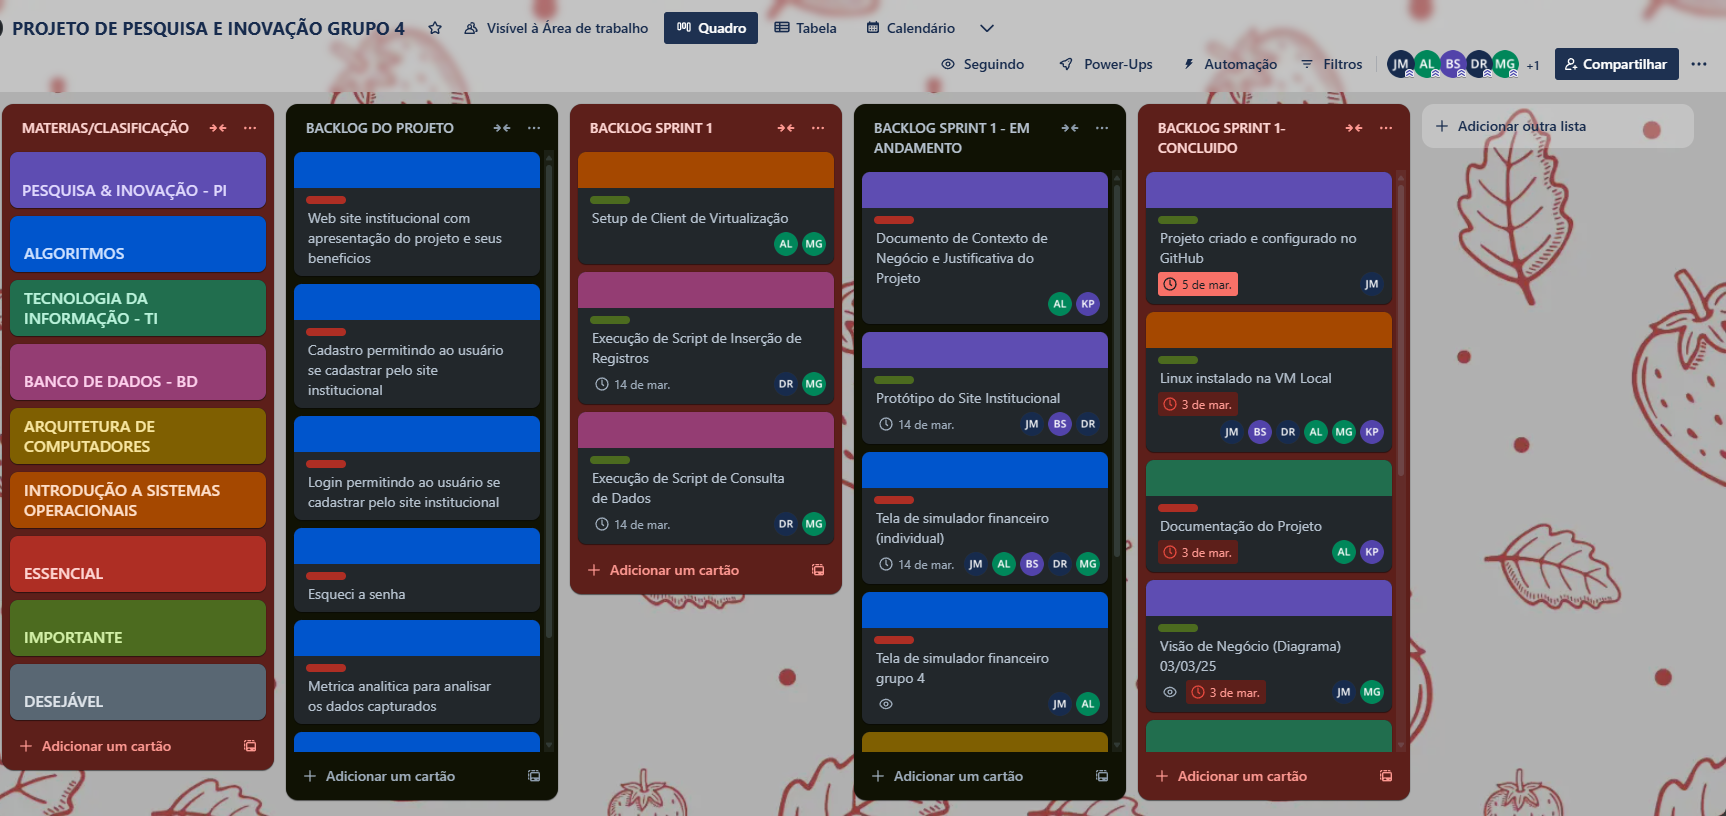 PROJETO DE PESQUISA E INOVAÇÃO GRUPO 4
Visível à Área de trabalho
Quadro
Tabela
Calendário
Seguindo
Power-Ups
Automação
Filtros
JM AL BS DR MG +1
Compartilhar
MATERIAS/CLASIFICAÇÃO
PESQUISA & INOVAÇÃO - PI
ALGORITMOS
TECNOLOGIA DA
INFORMAÇÃO - TI
BANCO DE DADOS - BD
ARQUITETURA DE
COMPUTADORES
INTRODUÇÃO A SISTEMAS
OPERACIONAIS
ESSENCIAL
IMPORTANTE
DESEJÁVEL
Adicionar um cartão
BACKLOG DO PROJETO
Web site institucional com
apresentação do projeto e seus
beneficios
Cadastro permitindo ao usuário
se cadastrar pelo site
institucional
Login permitindo ao usuário se
cadastrar pelo site institucional
Esqueci a senha
Metrica analitica para analisar
os dados capturados
Adicionar um cartão
BACKLOG SPRINT 1
Setup de Client de Virtualização
AL MG
Execução de Script de Inserção de
Registros
14 de mar.
DR MG
Execução de Script de Consulta
de Dados
14 de mar.
DR MG
Adicionar um cartão
BACKLOG SPRINT 1 - EM
ANDAMENTO
Documento de Contexto de
Negócio e Justificativa do
Projeto
AL KP
Protótipo do Site Institucional
14 de mar.
JM BS DR
Tela de simulador financeiro
(individual)
14 de mar.
JM AL BS DR MG
Tela de simulador financeiro
grupo 4
JM AL
Adicionar um cartão
BACKLOG SPRINT 1-
CONCLUIDO
Projeto criado e configurado no
GitHub
5 de mar.
JM
Linux instalado na VM Local
3 de mar.
JM BS DR AL MG KP
Documentação do Projeto
3 de mar.
AL KP
Visão de Negócio (Diagrama)
03/03/25
3 de mar.
JM MG
Adicionar um cartão
Adicionar outra lista